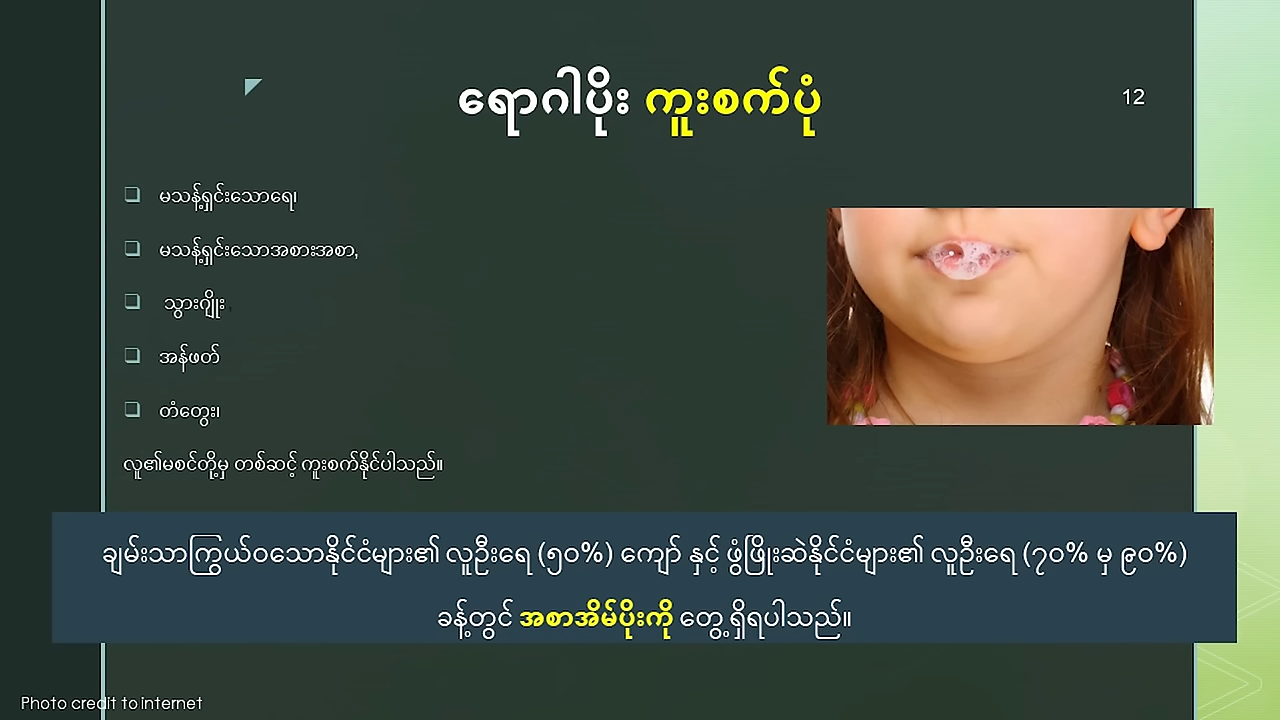 ရောဂါပိုး ကူးစက်ပုံ
12
❑ မသန့်ရှင်းသောရေ၊
❑ မသန့်ရှင်းသောအစားအစာ,
❑ သွားဂျိုး ,
❑ အန်ဖတ်
❑ တံတွေး၊
လူ၏မစင်တို့မှ တစ်ဆင့် ကူးစက်နိုင်ပါသည်။
ချမ်းသာကြွယ်ဝသောနိုင်ငံများ၏ လူဦးရေ (၅၀%) ကျော် နှင့် ဖွံဖြိုးဆဲနိုင်ငံများ၏ လူဦးရေ (၇၀% မှ ၉၀%)
ခန့်တွင် အစာအိမ်ပိုးကို တွေ့ရှိရပါသည်။
Photo credit to internet